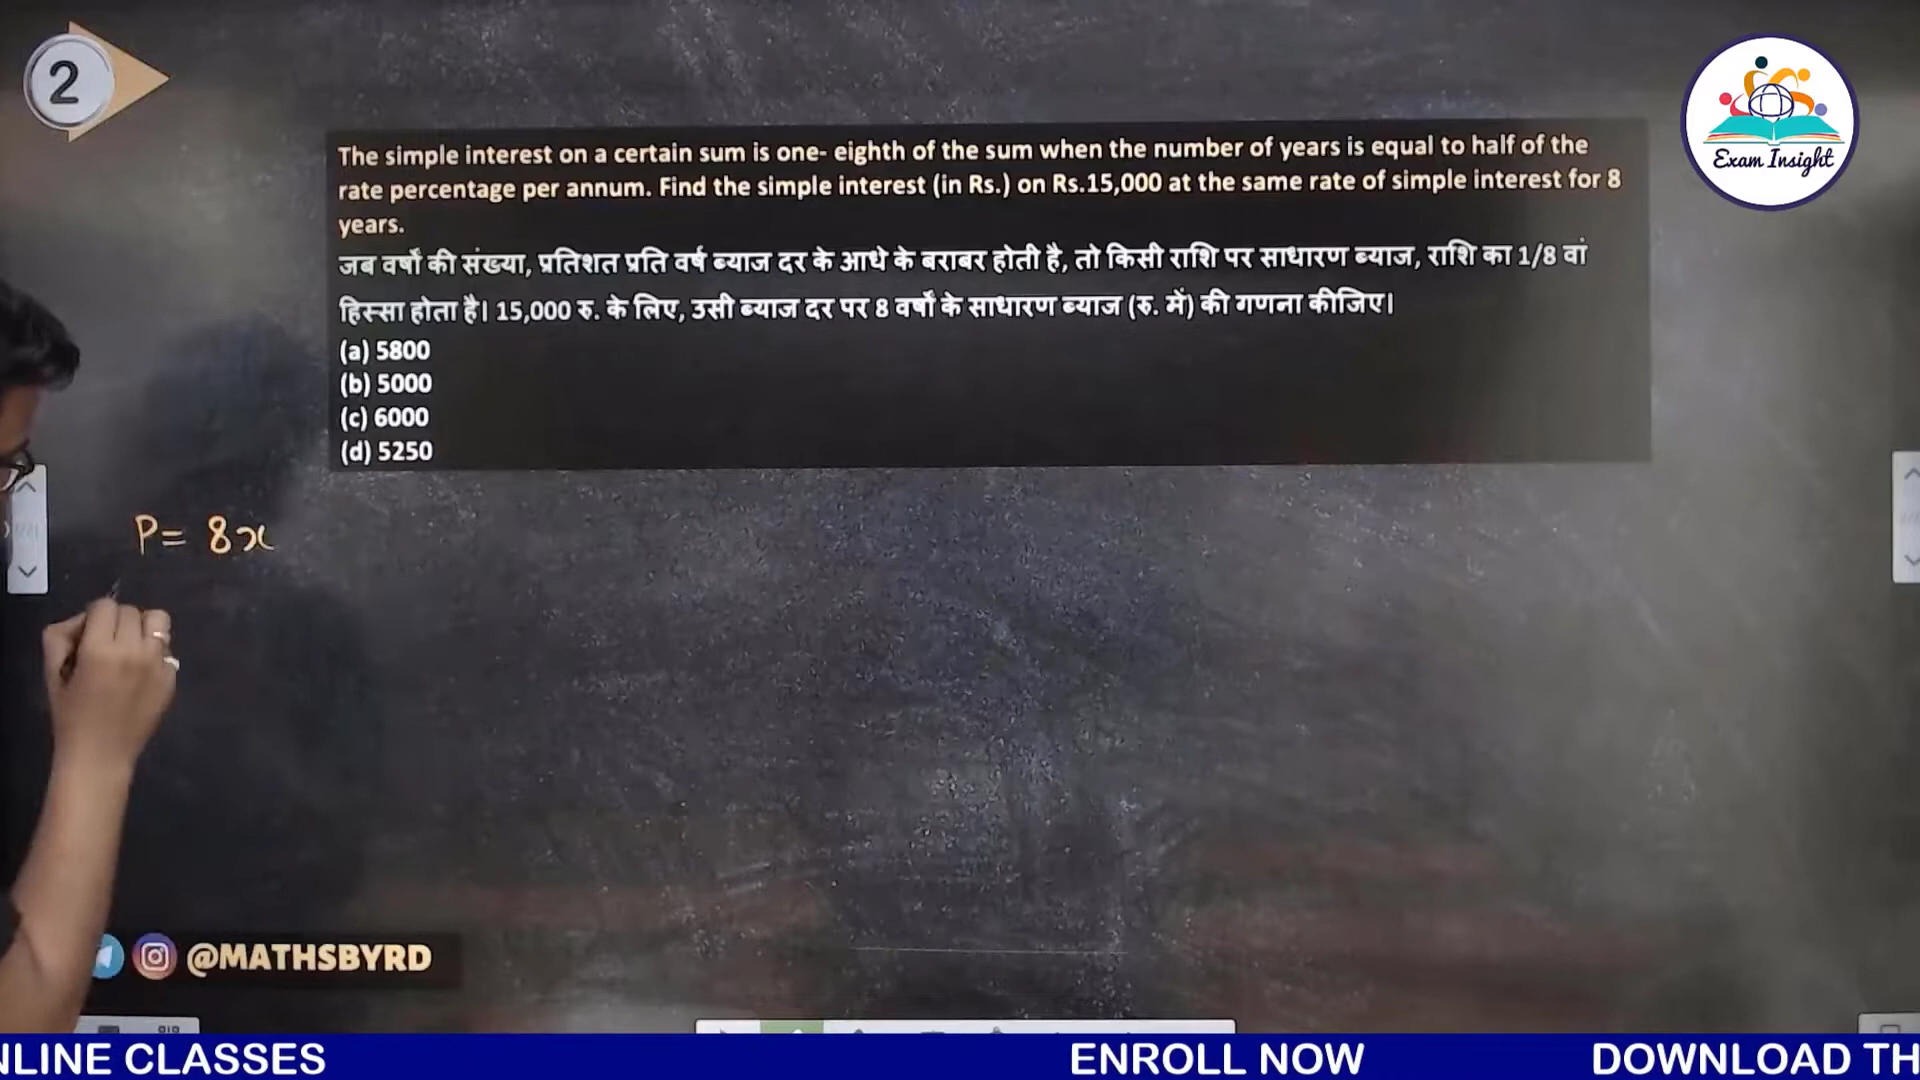 2
Exam Insight
The simple interest on a certain sum is one- eighth of the sum when the number of years is equal to half of the
rate percentage per annum. Find the simple interest (in Rs.) on Rs.15,000 at the same rate of simple interest for 8
years.
जब वर्षों की संख्या, प्रतिशत प्रति वर्ष ब्याज दर के आधे के बराबर होती है, तो किसी राशि पर साधारण ब्याज, राशि का 1/8 वां
हिस्सा होता है। 15,000 रु. के लिए, उसी ब्याज दर पर 8 वर्षों के साधारण ब्याज (रु. में) की गणना कीजिए।
(a) 5800
(b) 5000
(c) 6000
(d) 5250
P= 8x
@MATHSBYRD
NLINE CLASSES ENROLL NOW DOWNLOAD TH